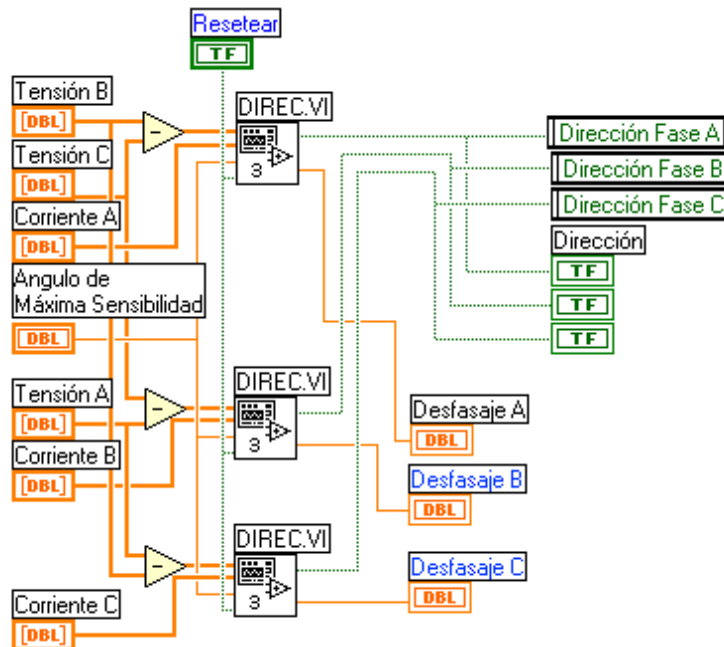 Resetear
TF
Tensión B
[DBL]
DIREC.VI
3
Tensión C
[DBL]
Corriente A
[DBL]
Angulo de
Máxima Sensibilidad
DBL
Dirección Fase A
Dirección Fase B
Dirección Fase C
Dirección
TF
TF
TF
Tensión A
[DBL]
DIREC.VI
3
Corriente B
[DBL]
Desfasaje A
DBL
Desfasaje B
DBL
DIREC.VI
3
Desfasaje C
DBL
Corriente C
[DBL]